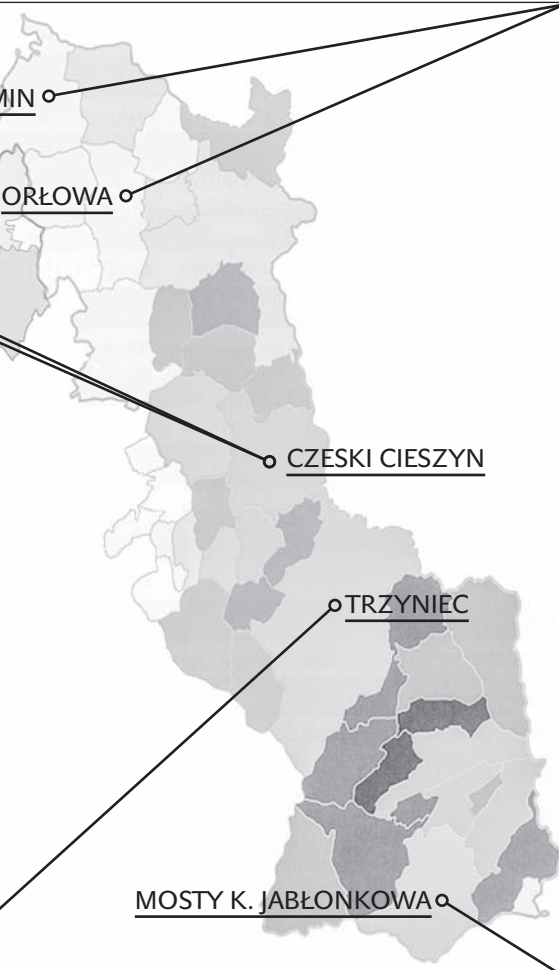 MIN
ORŁOWA
CZESKI CIESZYN
TRZYNIEC
MOSTY K. JABŁONKOWA